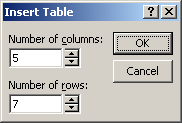 Insert Table
Number of columns:
5
OK
Cancel
Number of rows:
7